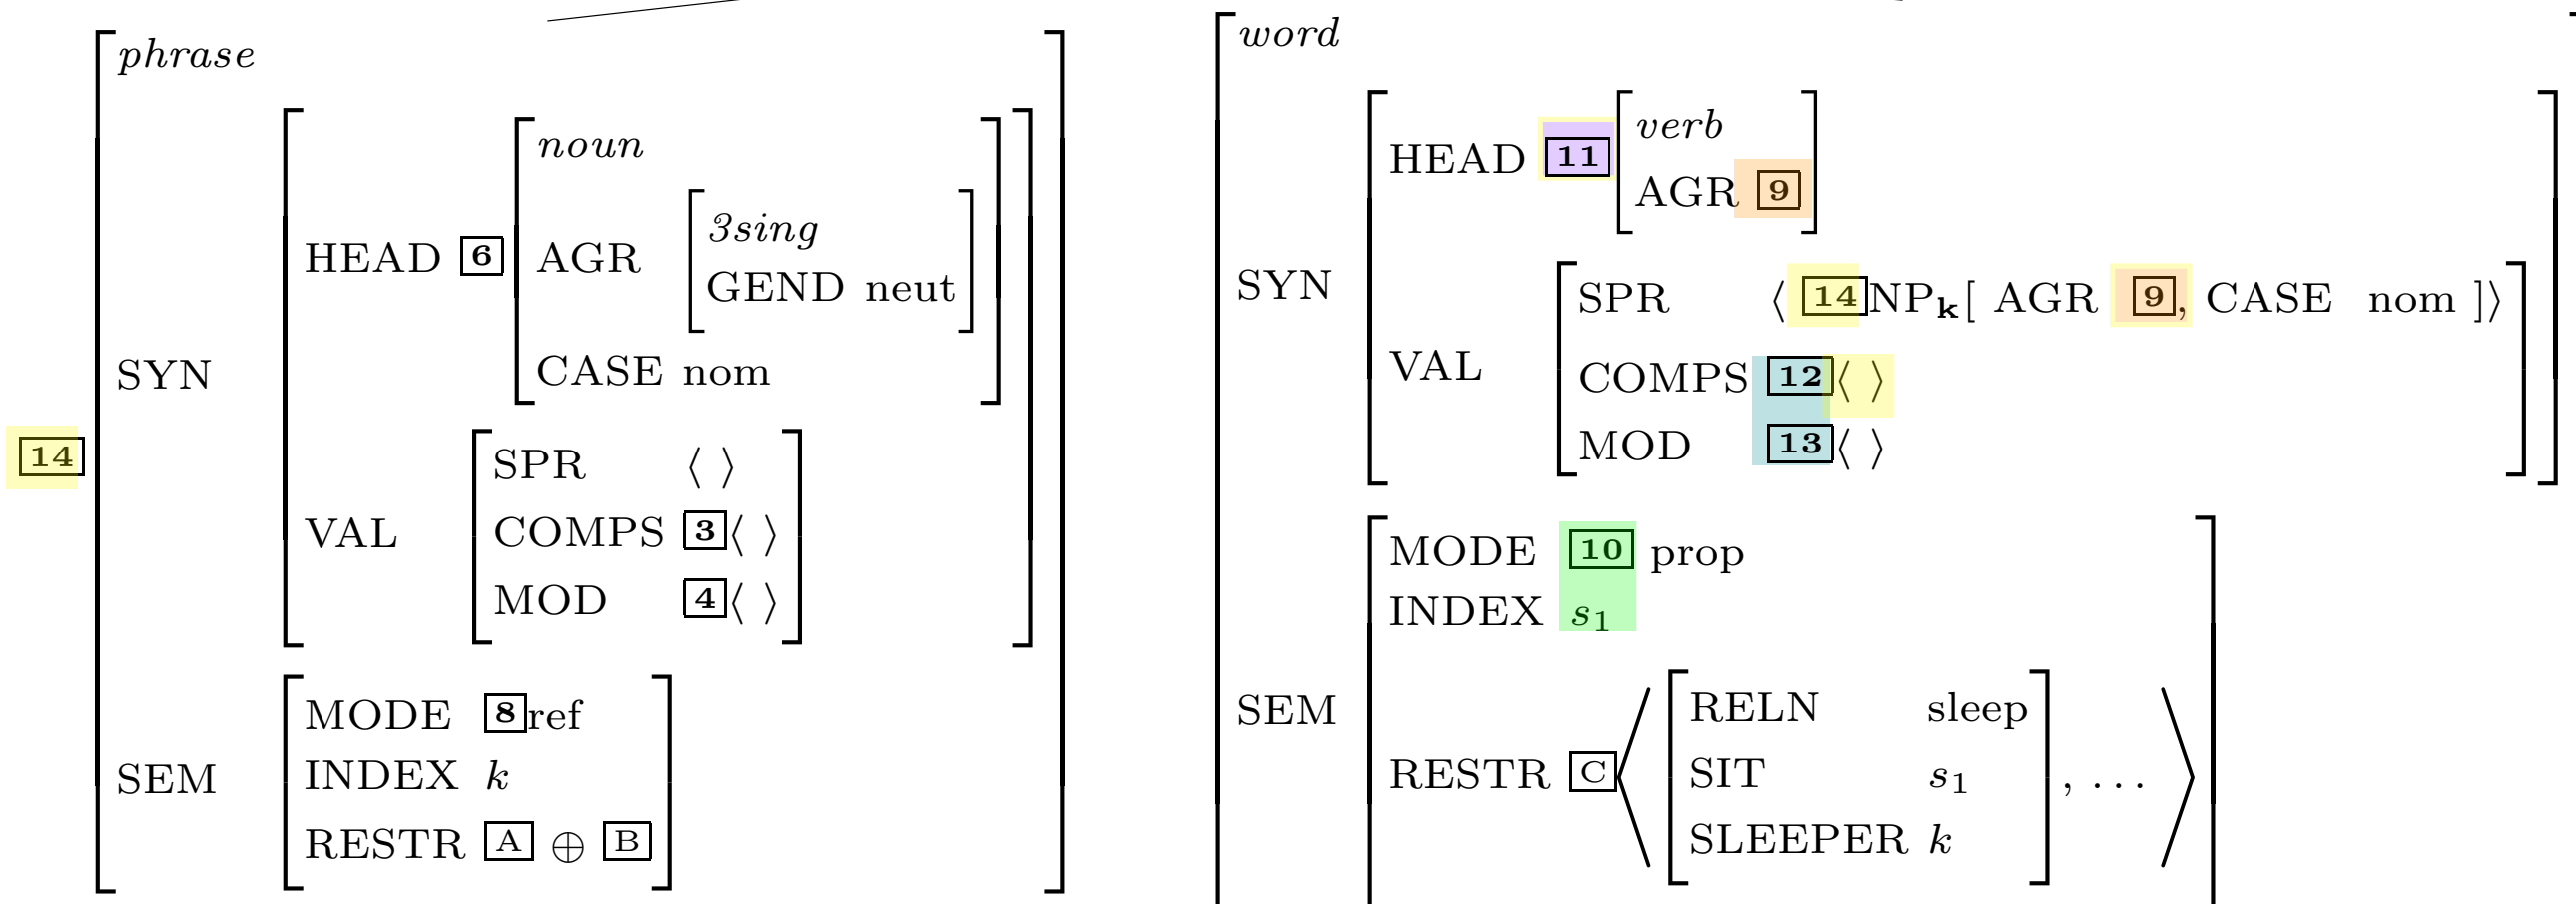 phrase
SYN
HEAD 6
noun
AGR
3sing
GEND neut
CASE nom
VAL
SPR ⟨ ⟩
COMPS 3 ⟨ ⟩
MOD 4 ⟨ ⟩
14
SEM
MODE 8 ref
INDEX k
RESTR A ⊕ B
word
SYN
HEAD 11
verb
AGR 9
VAL
SPR ⟨ 14 NPk[ AGR 9, CASE nom ]⟩
COMPS 12 ⟨ ⟩
MOD 13 ⟨ ⟩
SEM
MODE 10 prop
INDEX s1
RESTR C
RELN sleep
SIT s1
SLEEPER k
, ...